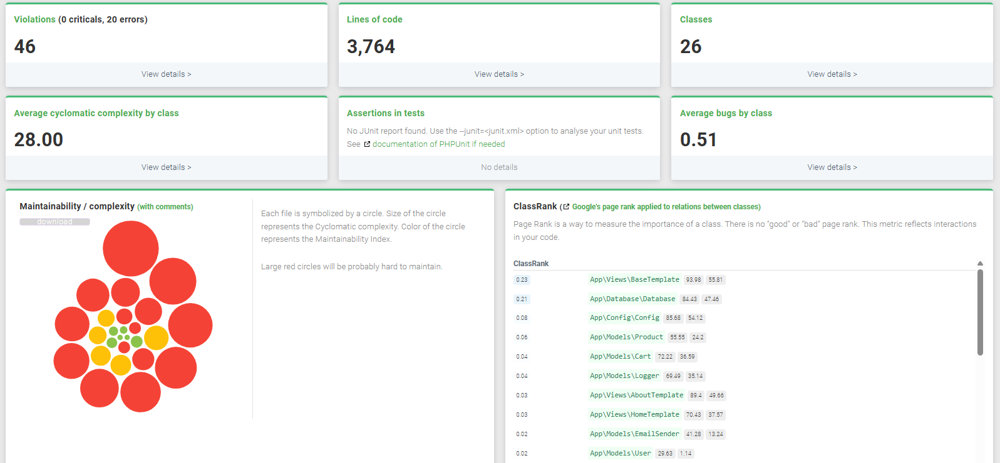 Violations (0 criticals, 20 errors)
46
View details >
Lines of code
3,764
View details >
Classes
26
View details >
Average cyclomatic complexity by class
28.00
View details >
Assertions in tests
No JUnit report found. Use the --junit=<junit.xml> option to analyse your unit tests.
See documentation of PHPUnit if needed
No details
Average bugs by class
0.51
View details >
Maintainability / complexity (with comments)
download
Each file is symbolized by a circle. Size of the circle
represents the Cyclomatic complexity. Color of the circle
represents the Maintainability Index.
Large red circles will be probably hard to maintain.
ClassRank (Google's page rank applied to relations between classes)
Page Rank is a way to measure the importance of a class. There is no "good" or "bad" page rank. This metric reflects interactions
in your code.
ClassRank
0.23 App\Views\BaseTemplate 93.98 55.81
0.21 App\Database\Database 84.43 47.46
0.08 App\Config\Config 85.68 54.12
0.06 App\Models\Product 55.55 24.2
0.04 App\Models\Cart 72.22 36.59
0.04 App\Models\Logger 69.49 35.14
0.03 App\Views\AboutTemplate 89.4 49.66
0.03 App\Views\HomeTemplate 70.43 37.57
0.02 App\Models\EmailSender 41.28 13.24
0.02 App\Models\User 29.63 1.14